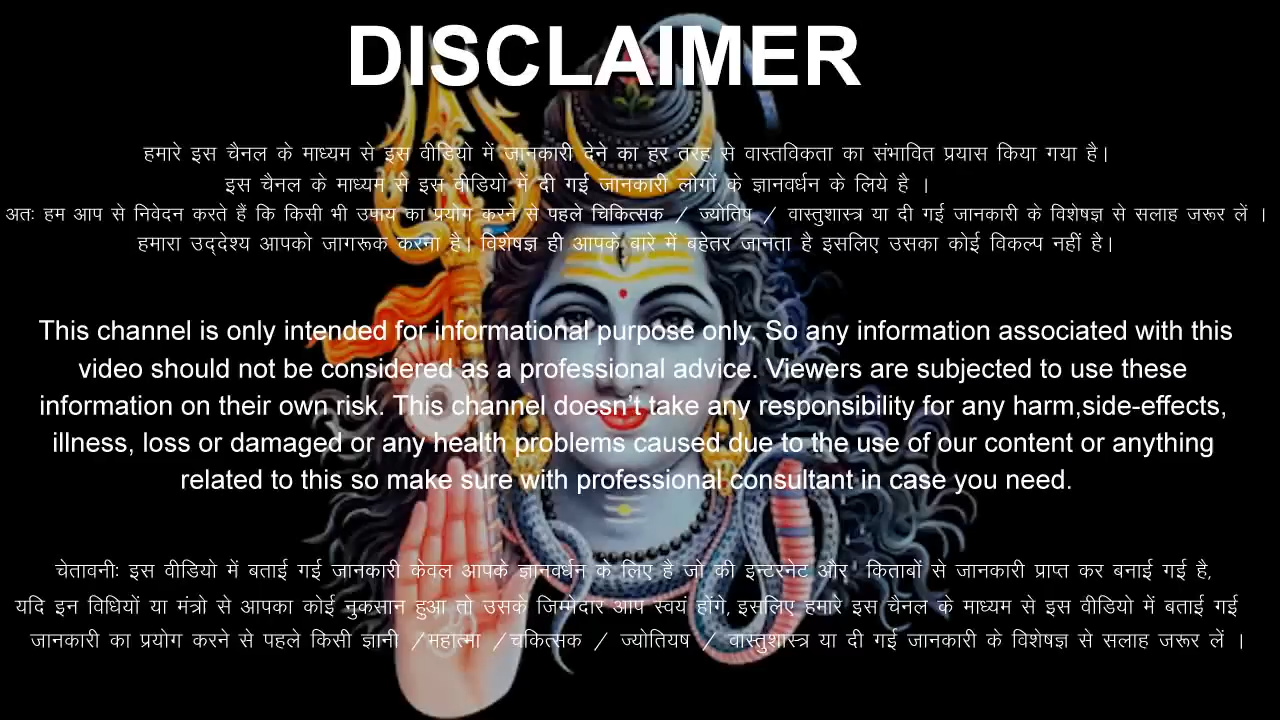 DISCLAIMER
हमारे इस चैनल के माध्यम से इस वीडियो में जानकारी देने का हर तरह से वास्तविकता का संभावित प्रयास किया गया है।
इस चैनल के माध्यम से इस वीडियो में दी गई जानकारी लोगों के ज्ञानवर्धन के लिये है ।
अतः हम आप से निवेदन करते हैं कि किसी भी उपाय का प्रयोग करने से पहले चिकित्सक / ज्योतिष / वास्तुशास्त्र या दी गई जानकारी के विशेषज्ञ से सलाह जरूर लें ।
हमारा उद्देश्य आपको जागरूक करना है। विशेषज्ञ ही आपके बारे में बहेतर जानता है इसलिए उसका कोई विकल्प नहीं है।
This channel is only intended for informational purpose only. So any information associated with this
video should not be considered as a professional advice. Viewers are subjected to use these
information on their own risk. This channel doesn't take any responsibility for any harm,side-effects,
illness, loss or damaged or any health problems caused due to the use of our content or anything
related to this so make sure with professional consultant in case you need.
चेतावनीः इस वीडियो में बताई गई जानकारी केवल आपके ज्ञानवर्धन के लिए है जो की इन्टरनेट और किताबों से जानकारी प्राप्त कर बनाई गई है,
यदि इन विधियों या मंत्रो से आपका कोई नुकसान हुआ तो उसके जिम्मेदार आप स्वयं होंगे, इसलिए हमारे इस चैनल के माध्यम से इस वीडियो में बताई गई
जानकारी का प्रयोग करने से पहले किसी ज्ञानी /महात्मा /चकित्सक / ज्योतियष / वास्तुशास्त्र या दी गई जानकारी के विशेषज्ञ से सलाह जरूर लें ।